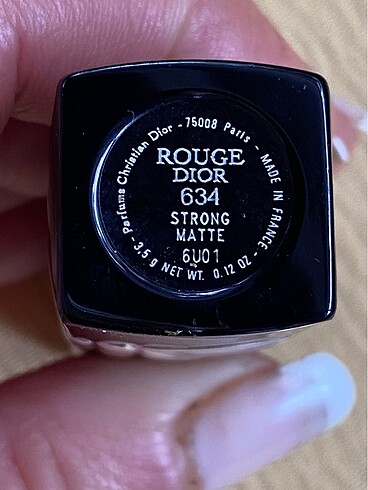 Parfums Christian Dior - 75008 Paris - MADE IN FRANCE - 3,5 g NET WT. 0.12 OZ -
ROUGE
DIOR
634
STRONG
MATTE
6U01